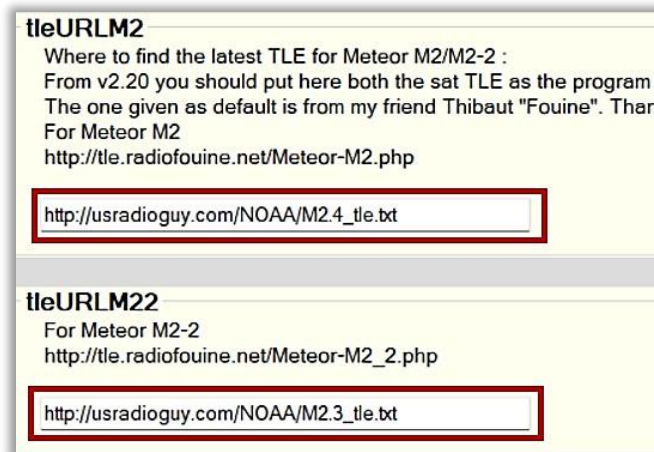 tleURLM2
Where to find the latest TLE for Meteor M2/M2-2 :
From v2.20 you should put here both the sat TLE as the program
The one given as default is from my friend Thibaut "Fouine". Than
For Meteor M2
http://tle.radiofouine.net/Meteor-M2.php
http://usradioguy.com/NOAA/M2.4_tle.txt
tleURLM22
For Meteor M2-2
http://tle.radiofouine.net/Meteor-M2_2.php
http://usradioguy.com/NOAA/M2.3_tle.txt